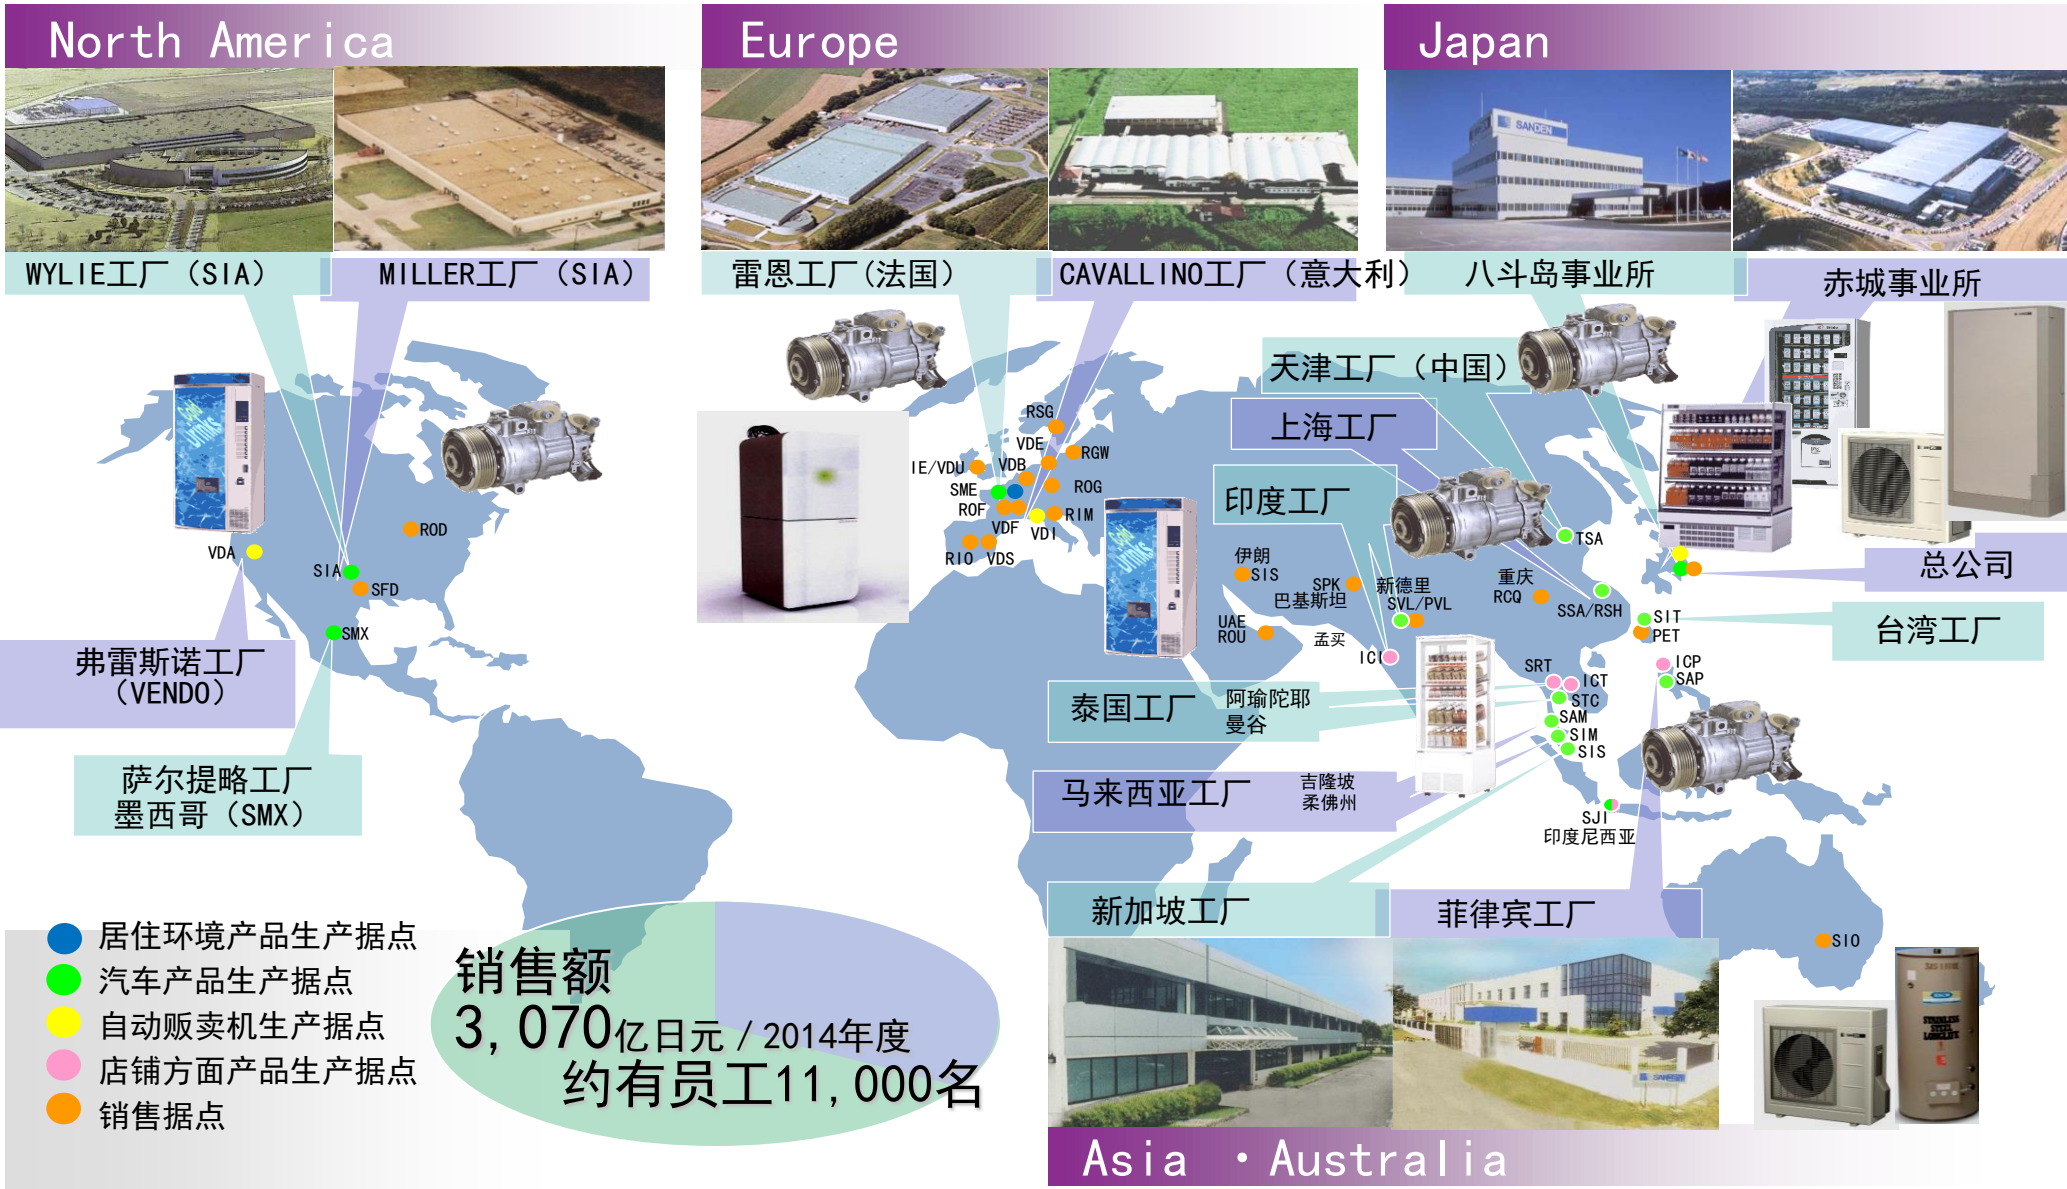 North America
Europe
Japan
SANDEN
WYLIE工厂（SIA）
MILLER工厂（SIA）
雷恩工厂(法国)
CAVALLINO工厂（意大利）
八斗岛事业所
赤城事业所
天津工厂（中国）
上海工厂
印度工厂
RSG
VDE
RGW
IE/VDU
VDB
SME
ROG
ROF
VDF
RIM
VDI
RIO
VDS
ROD
VDA
SIA
SFD
SMX
TSA
伊朗
SIS
SPK
巴基斯坦
新德里
SVL/PVL
重庆
RCQ
SSA/RSH
总公司
UAE
ROU
孟买
ICI
SIT
PET
台湾工厂
弗雷斯诺工厂
（VENDO）
ICP
SAP
SRT
ICT
STC
泰国工厂
阿瑜陀耶
曼谷
SAM
SIM
SIS
萨尔提略工厂
墨西哥（SMX）
马来西亚工厂
吉隆坡
柔佛州
SJI
印度尼西亚
新加坡工厂
菲律宾工厂
SIO
居住环境产品生产据点
汽车产品生产据点
自动贩卖机生产据点
店铺方面产品生产据点
销售据点
销售额
3,070亿日元／2014年度
约有员工11,000名
STAINLESS
STEEL
LONGLIFE
Asia ・Australia